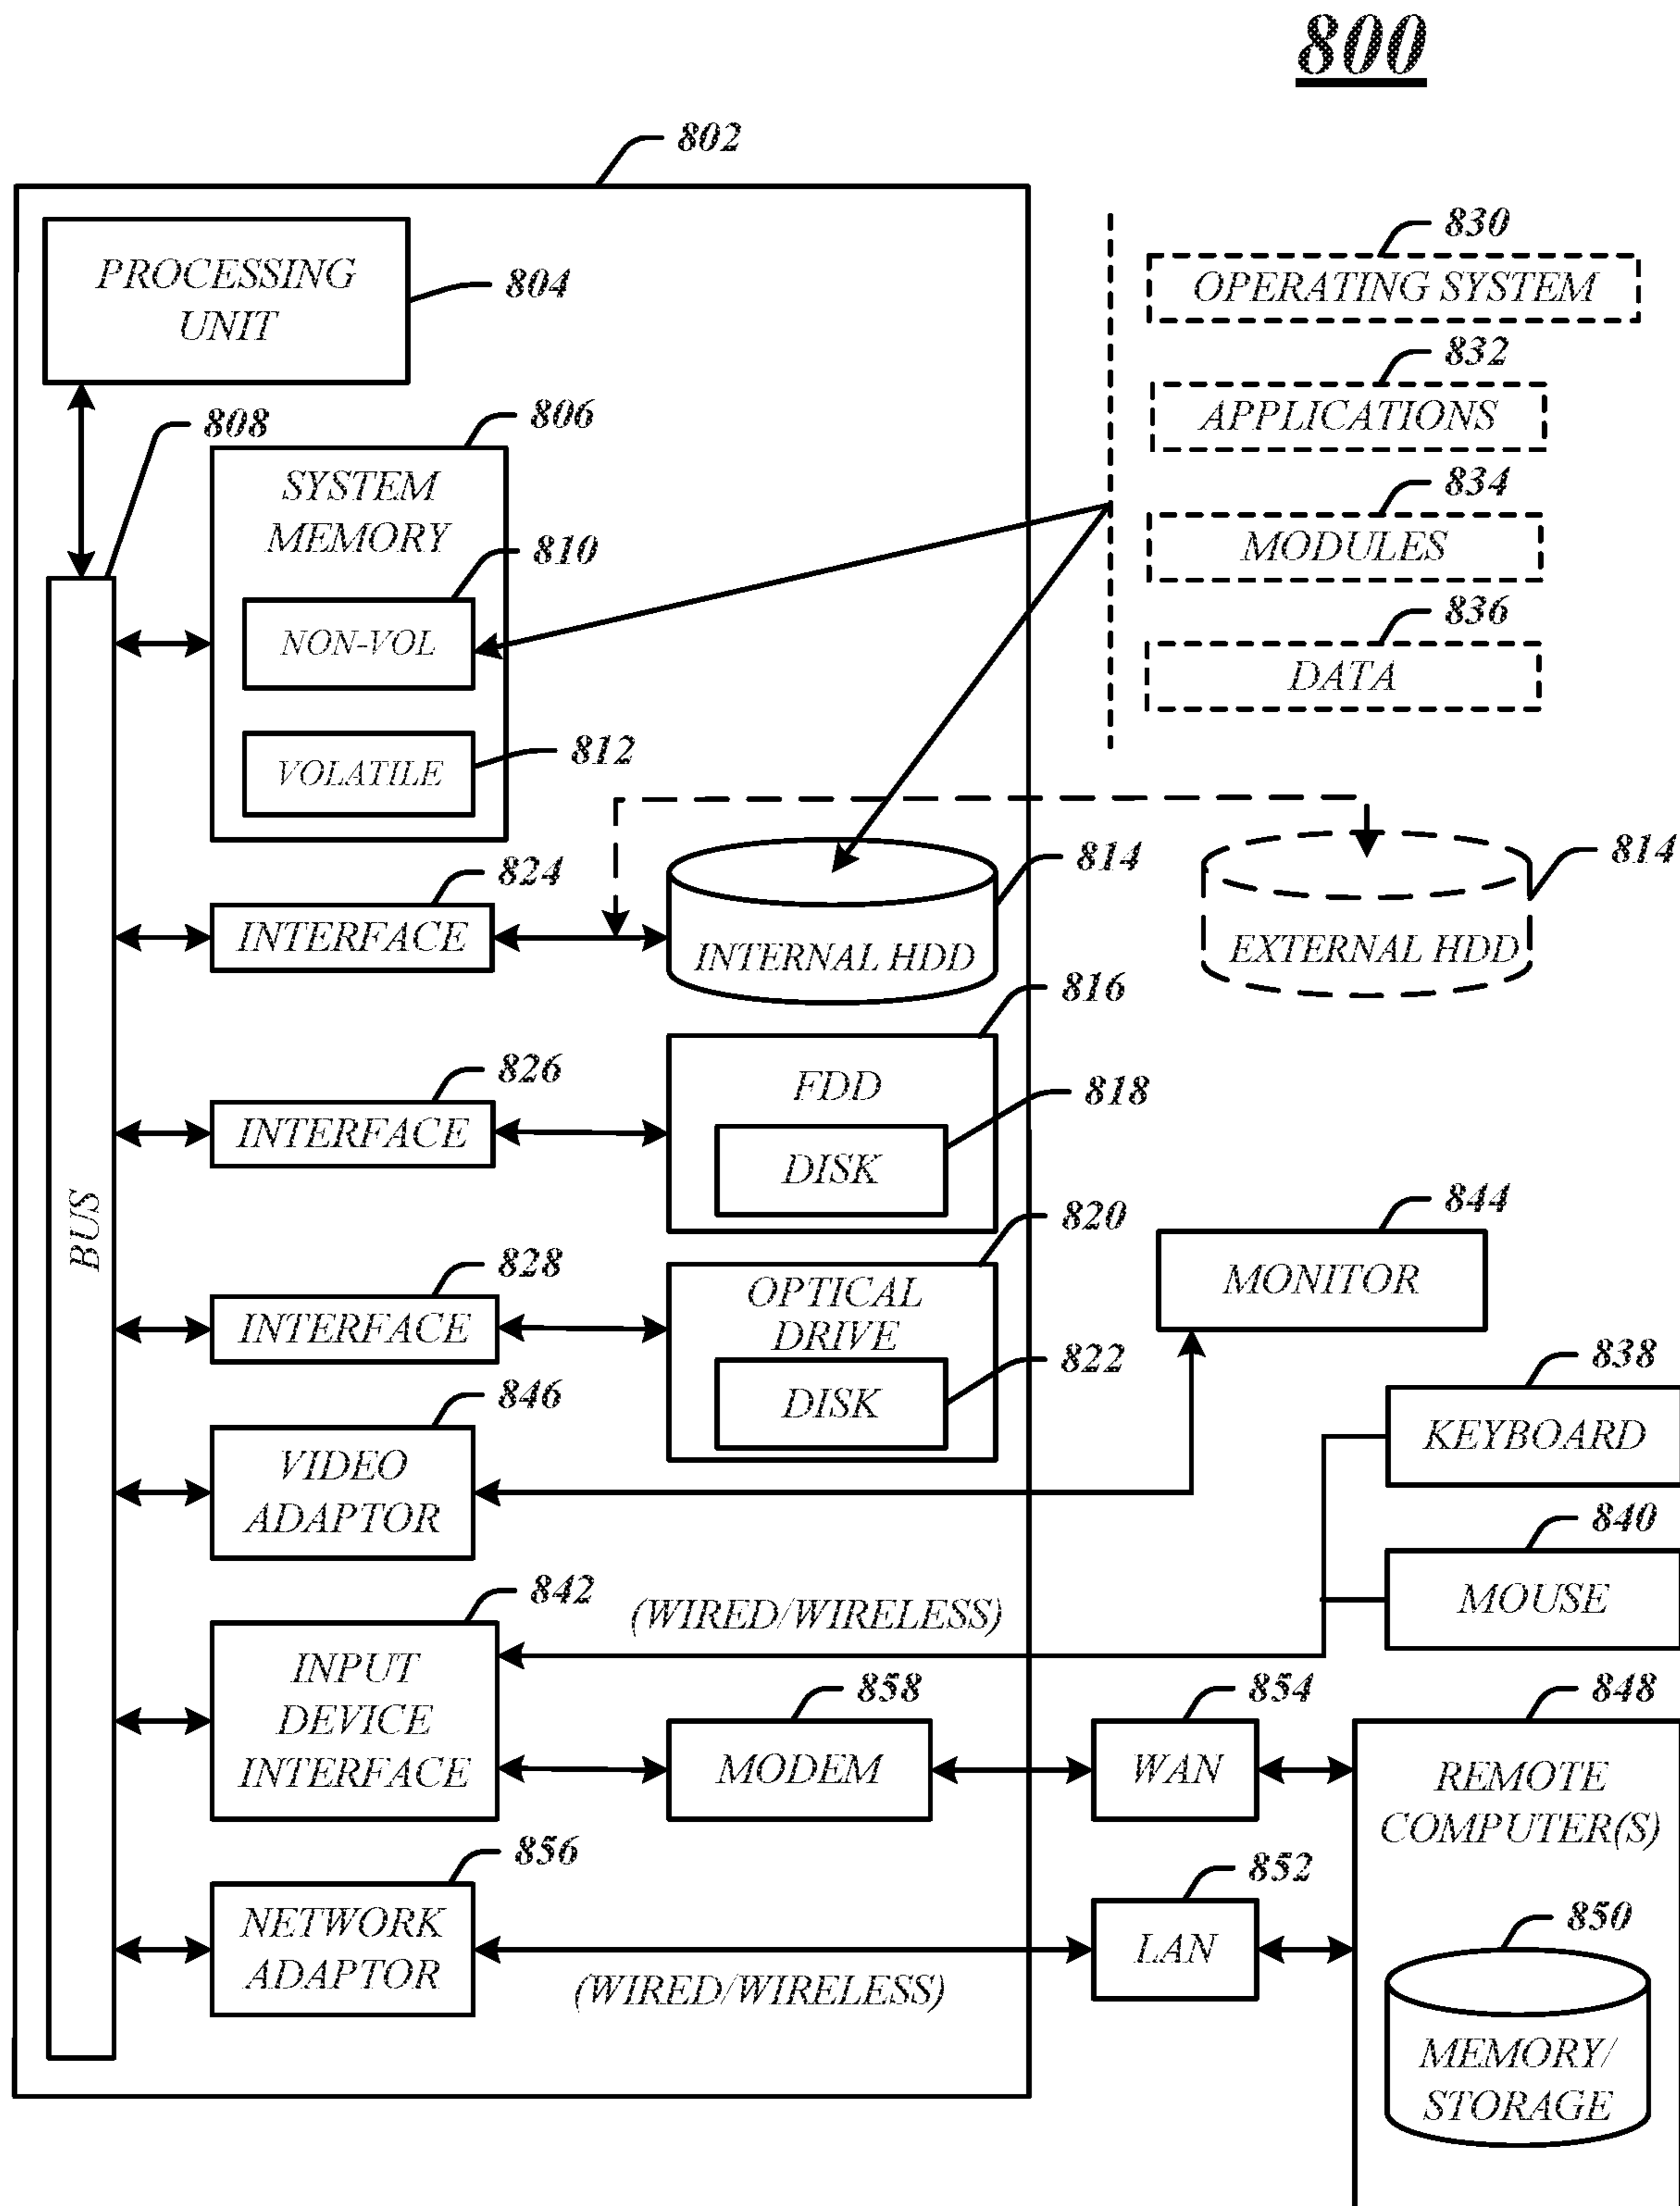 800
802
PROCESSING
UNIT
804
808
806
SYSTEM
MEMORY
810
NON-VOL
812
VOLATILE
830
OPERATING SYSTEM
832
APPLICATIONS
834
MODULES
836
DATA
824
INTERFACE
814
INTERNAL HDD
814
EXTERNAL HDD
816
FDD
826
INTERFACE
818
DISK
BUS
820
OPTICAL
DRIVE
828
INTERFACE
822
DISK
844
MONITOR
846
VIDEO
ADAPTOR
838
KEYBOARD
840
MOUSE
842
INPUT
DEVICE
INTERFACE
(WIRED/WIRELESS)
858
MODEM
854
WAN
848
REMOTE
COMPUTER(S)
856
NETWORK
ADAPTOR
(WIRED/WIRELESS)
852
LAN
850
MEMORY/
STORAGE